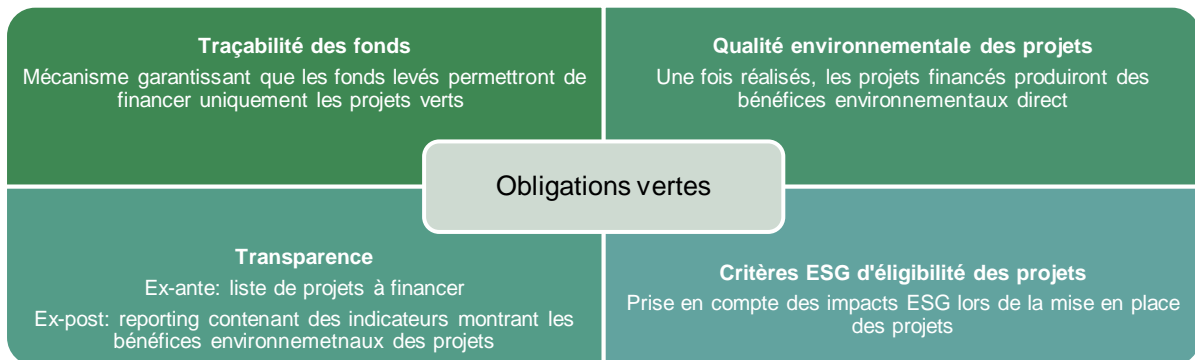 Traçabilité des fonds
Mécanisme garantissant que les fonds levés permettront de
financer uniquement les projets verts
Qualité environmentale des projets
Une fois réalisés, les projets financés produiront des
bénéfices environmentaux direct
Obligations vertes
Transparence
Ex-ante: liste de projets à financer
Ex-post: reporting contenant des indicateurs montrant les
bénéfices environnemetnaux des projets
Critères ESG d'éligibilité des projets
Prise en compte des impacts ESG lors de la mise en place
des projets